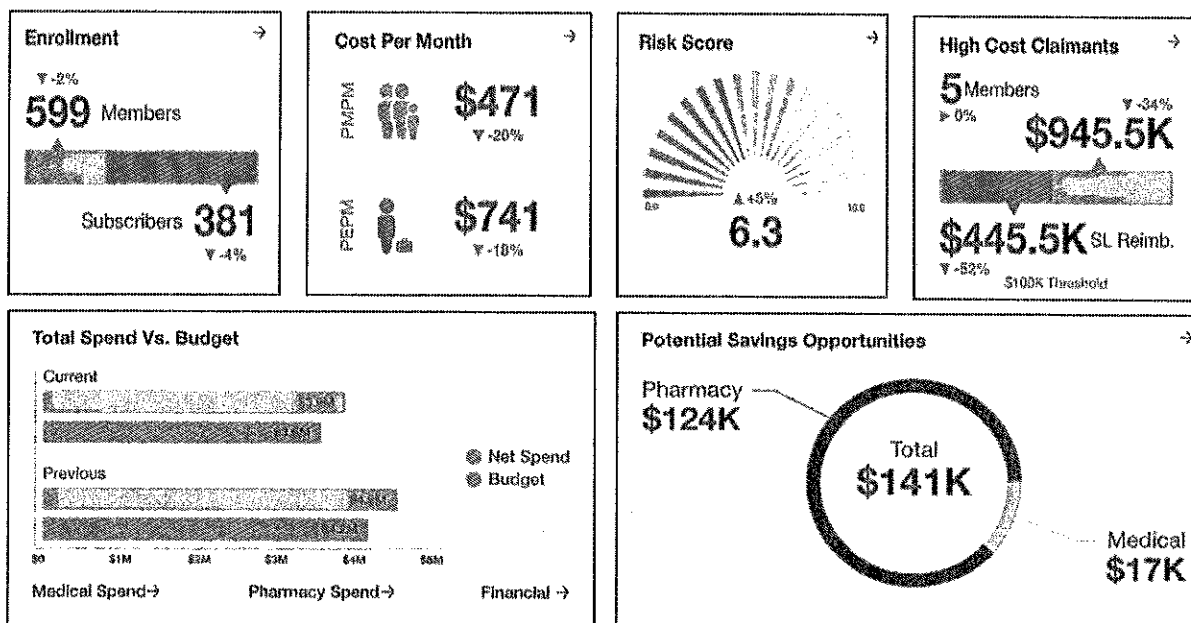 Enrollment →
▼ -2%
599 Members
Subscribers 381
▼ -4%
Cost Per Month →
PMPM
$471
▼ -20%
PEPM
$741
▼ -18%
Risk Score →
0.0
10.0
▲ +5%
6.3
High Cost Claimants →
5 Members
▶ 0%
▼ -34%
$945.5K
$445.5K SL Reimb.
▼ -52%
$100K Threshold
Total Spend Vs. Budget
Current
Previous
Net Spend
Budget
$0 $1M $2M $3M $4M $5M
Medical Spend→ Pharmacy Spend→ Financial →
Potential Savings Opportunities →
Pharmacy
$124K
Total
$141K
Medical
$17K